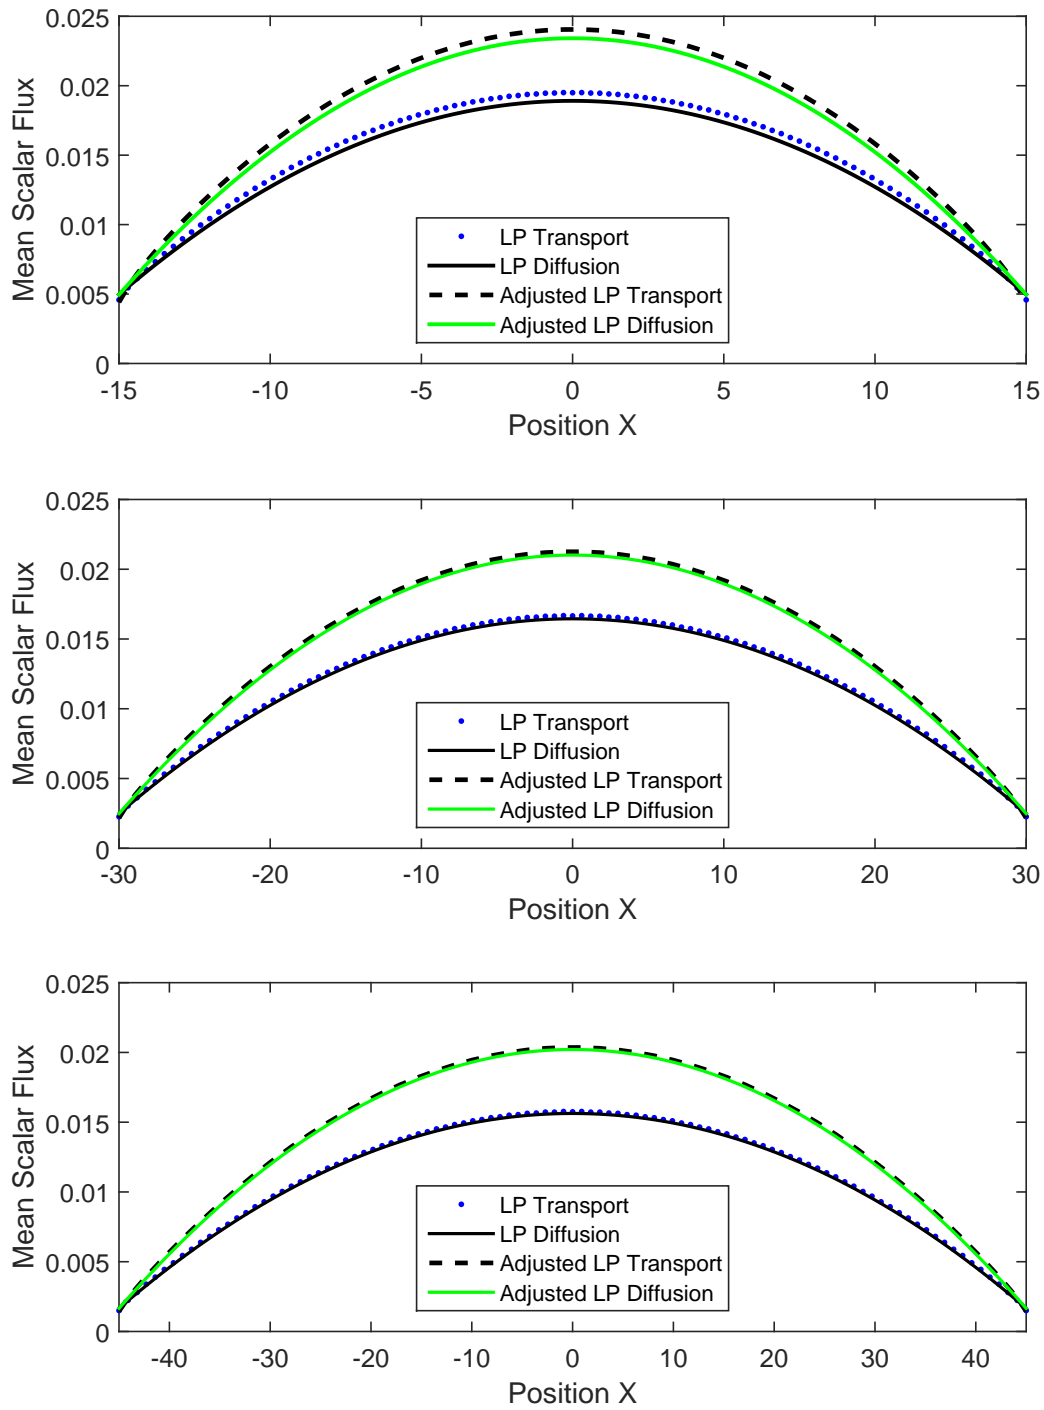 0.025
0.02
0.015
0.01
0.005
0
Mean Scalar Flux
LP Transport
LP Diffusion
Adjusted LP Transport
Adjusted LP Diffusion
-15 -10 -5 0 5 10 15
Position X
0.025
0.02
0.015
0.01
0.005
0
Mean Scalar Flux
LP Transport
LP Diffusion
Adjusted LP Transport
Adjusted LP Diffusion
-30 -20 -10 0 10 20 30
Position X
0.025
0.02
0.015
0.01
0.005
0
Mean Scalar Flux
LP Transport
LP Diffusion
Adjusted LP Transport
Adjusted LP Diffusion
-40 -30 -20 -10 0 10 20 30 40
Position X